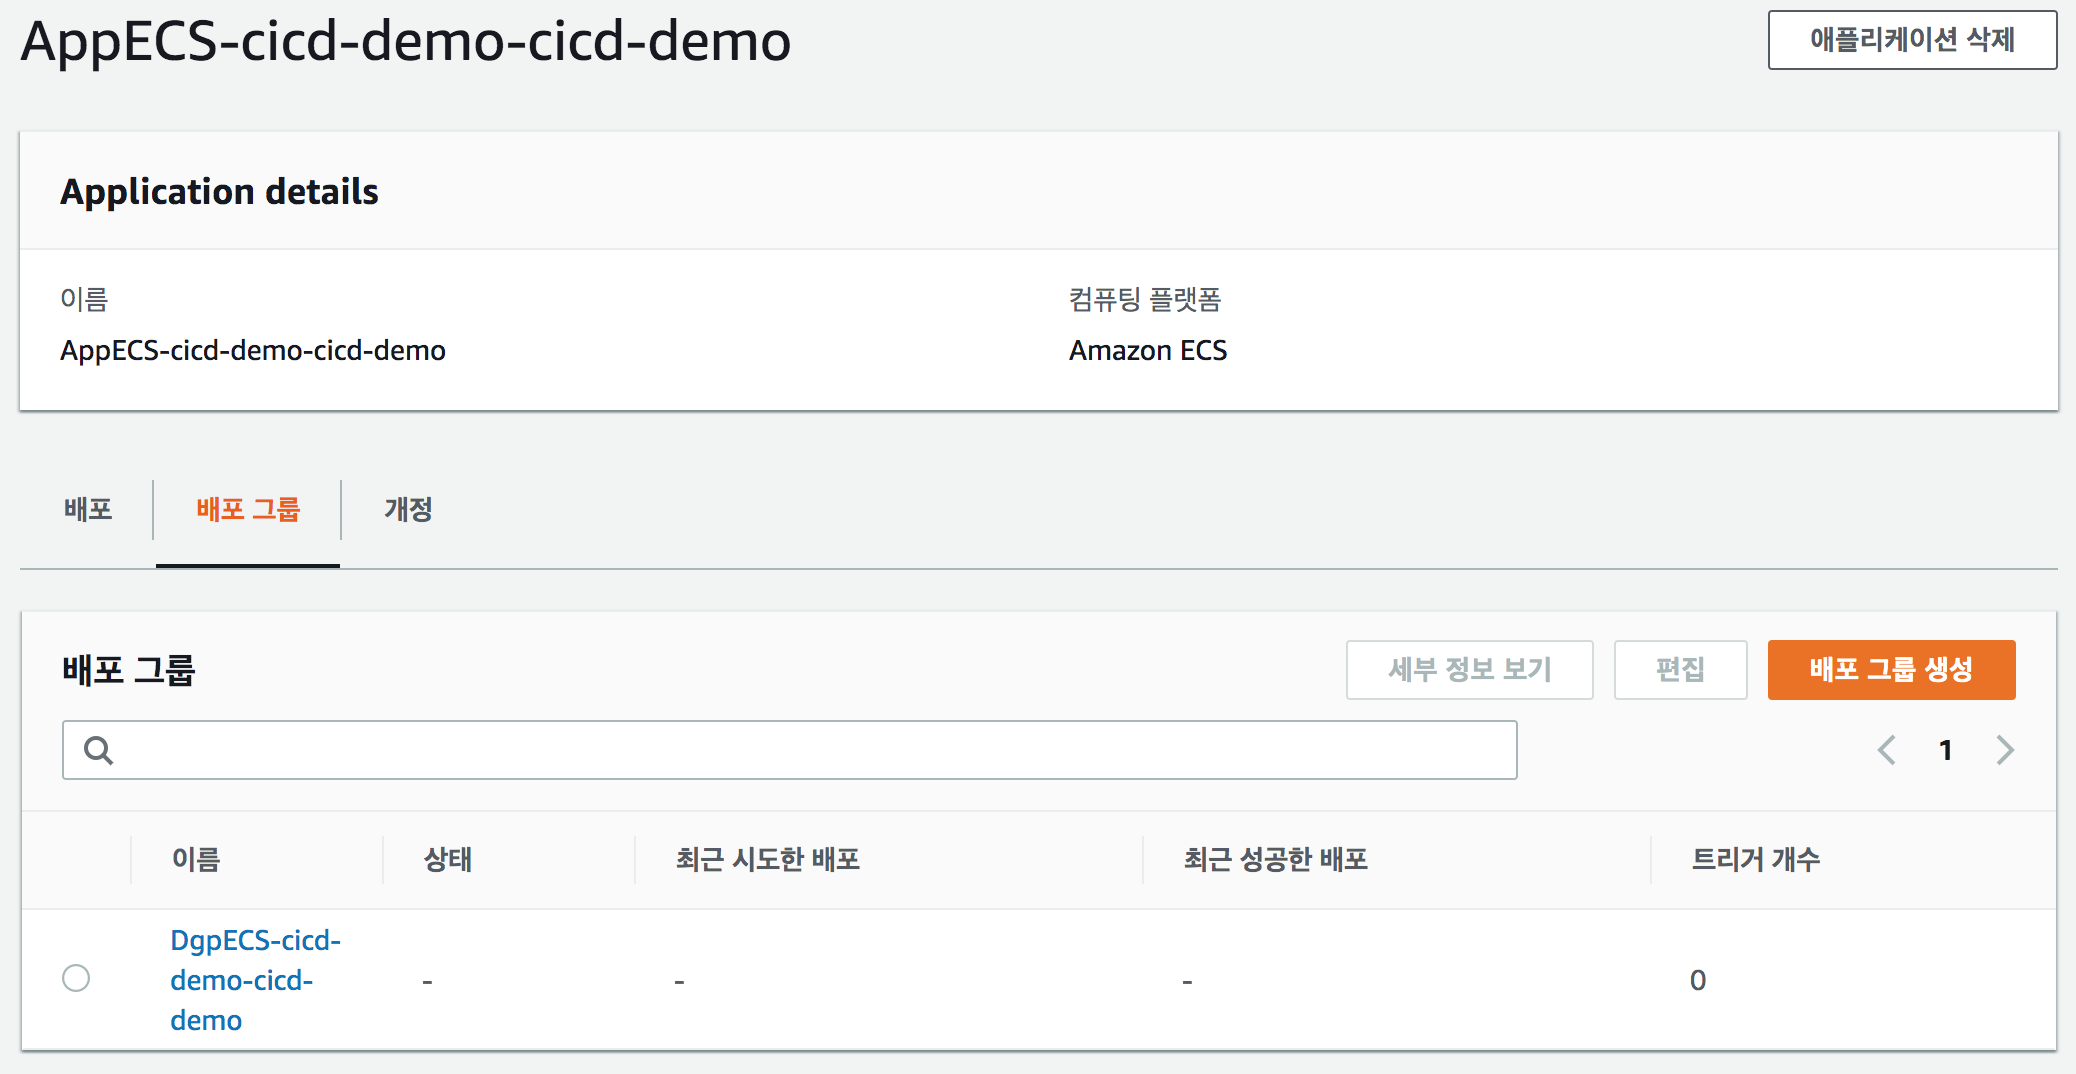 AppECS-cicd-demo-cicd-demo
애플리케이션 삭제
Application details
이름
컴퓨팅 플랫폼
AppECS-cicd-demo-cicd-demo
Amazon ECS
배포
배포 그룹
개정
배포 그룹
세부 정보 보기
편집
배포 그룹 생성
1
이름
상태
최근 시도한 배포
최근 성공한 배포
트리거 개수
DgpECS-cicd-
demo-cicd-
demo
-
-
-
0